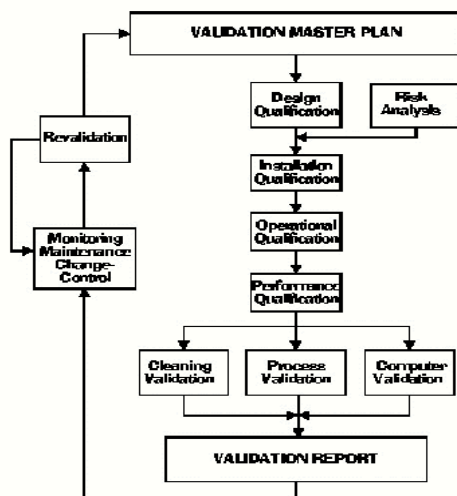 VALIDATION MASTER PLAN
Design
Qualification
Risk
Analysis
Revalidation
Installation
Qualification
Operational
Qualification
Monitoring
Maintenance
Change-
Control
Performance
Qualification
Cleaning
Validation
Process
Validation
Computer
Validation
VALIDATION REPORT